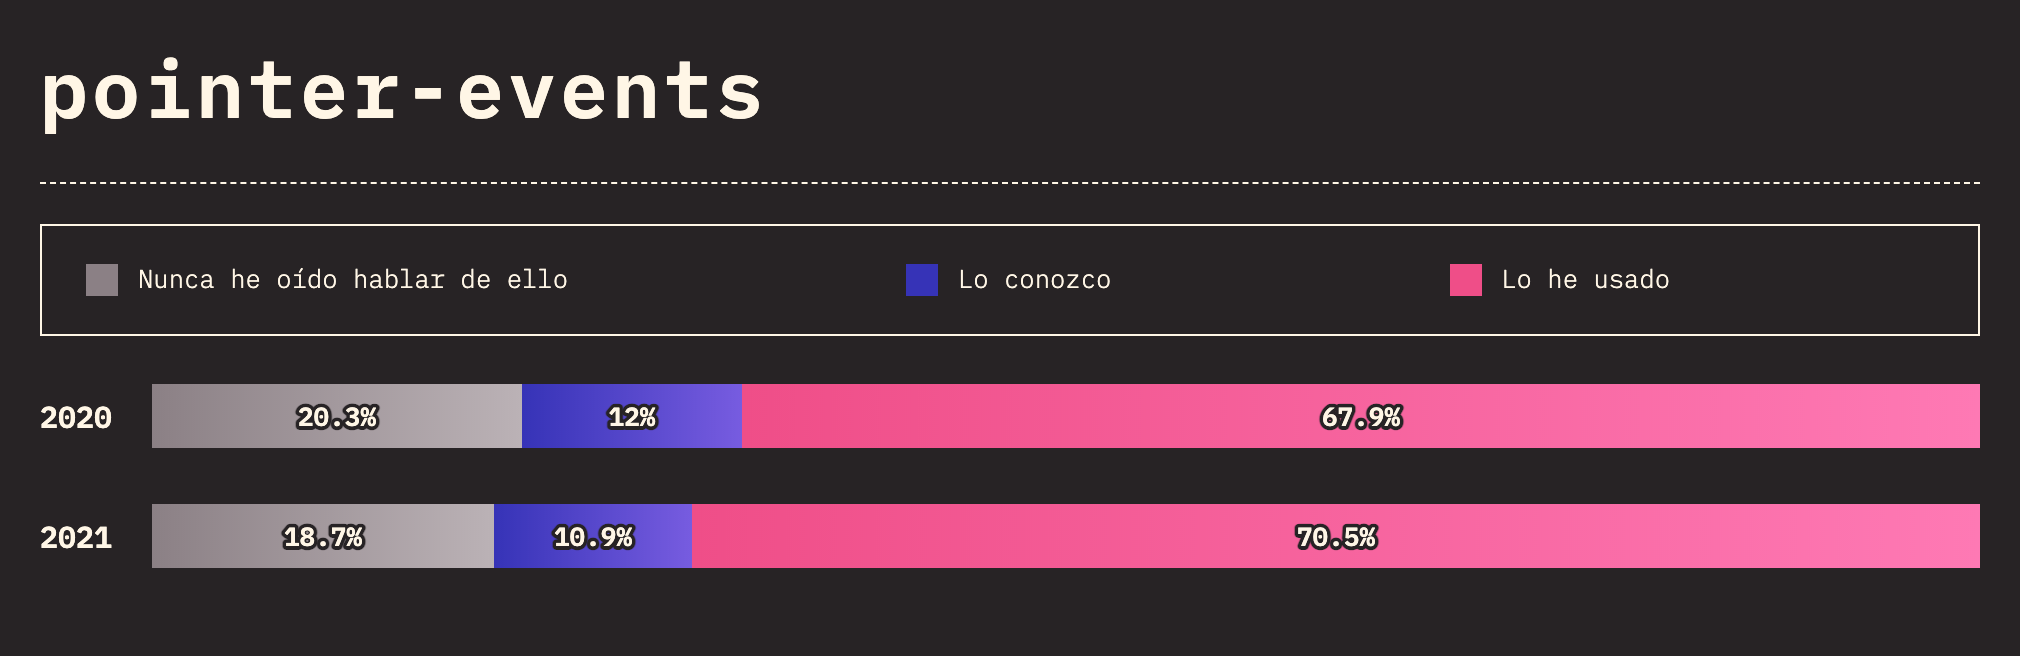 pointer-events
Nunca he oído hablar de ello Lo conozco Lo he usado
2020 20.3% 12% 67.9%
2021 18.7% 10.9% 70.5%